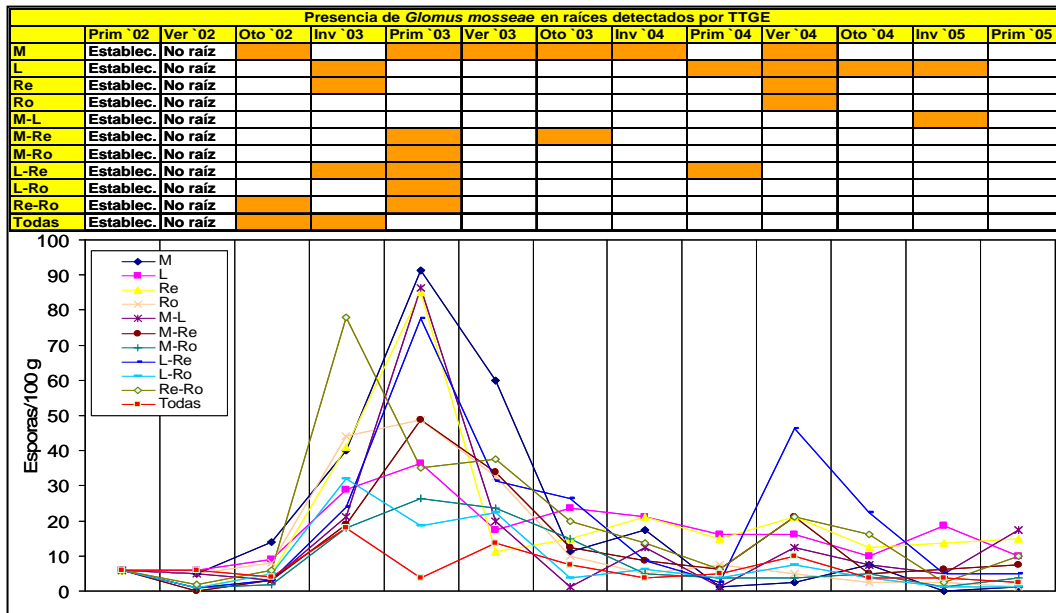 Presencia de Glomus mosseae en raíces detectados por TTGE
Prim `02 Ver `02 Oto `02 Inv `03 Prim `03 Ver `03 Oto `03 Inv `04 Prim `04 Ver `04 Oto `04 Inv `05 Prim `05
M Establec. No raíz
L Establec. No raíz
Re Establec. No raíz
Ro Establec. No raíz
M-L Establec. No raíz
M-Re Establec. No raíz
M-Ro Establec. No raíz
L-Re Establec. No raíz
L-Ro Establec. No raíz
Re-Ro Establec. No raíz
Todas Establec. No raíz
Esporas/100 g
100
90
80
70
60
50
40
30
20
10
0
M
L
Re
Ro
M-L
M-Re
M-Ro
L-Re
L-Ro
Re-Ro
Todas